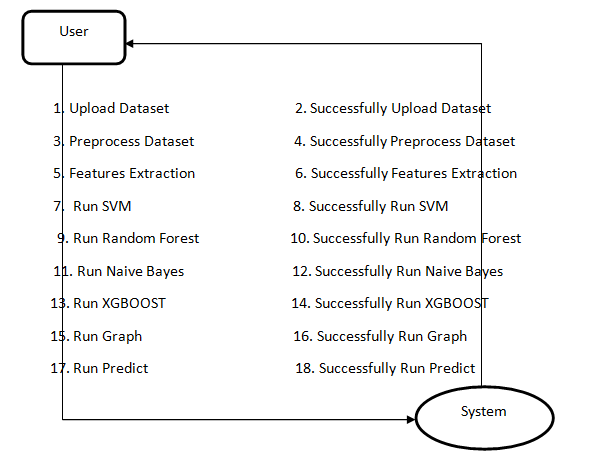 User
1. Upload Dataset
2. Successfully Upload Dataset
3. Preprocess Dataset
4. Successfully Preprocess Dataset
5. Features Extraction
6. Successfully Features Extraction
7. Run SVM
8. Successfully Run SVM
9. Run Random Forest
10. Successfully Run Random Forest
11. Run Naive Bayes
12. Successfully Run Naive Bayes
13. Run XGBOOST
14. Successfully Run XGBOOST
15. Run Graph
16. Successfully Run Graph
17. Run Predict
18. Successfully Run Predict
System